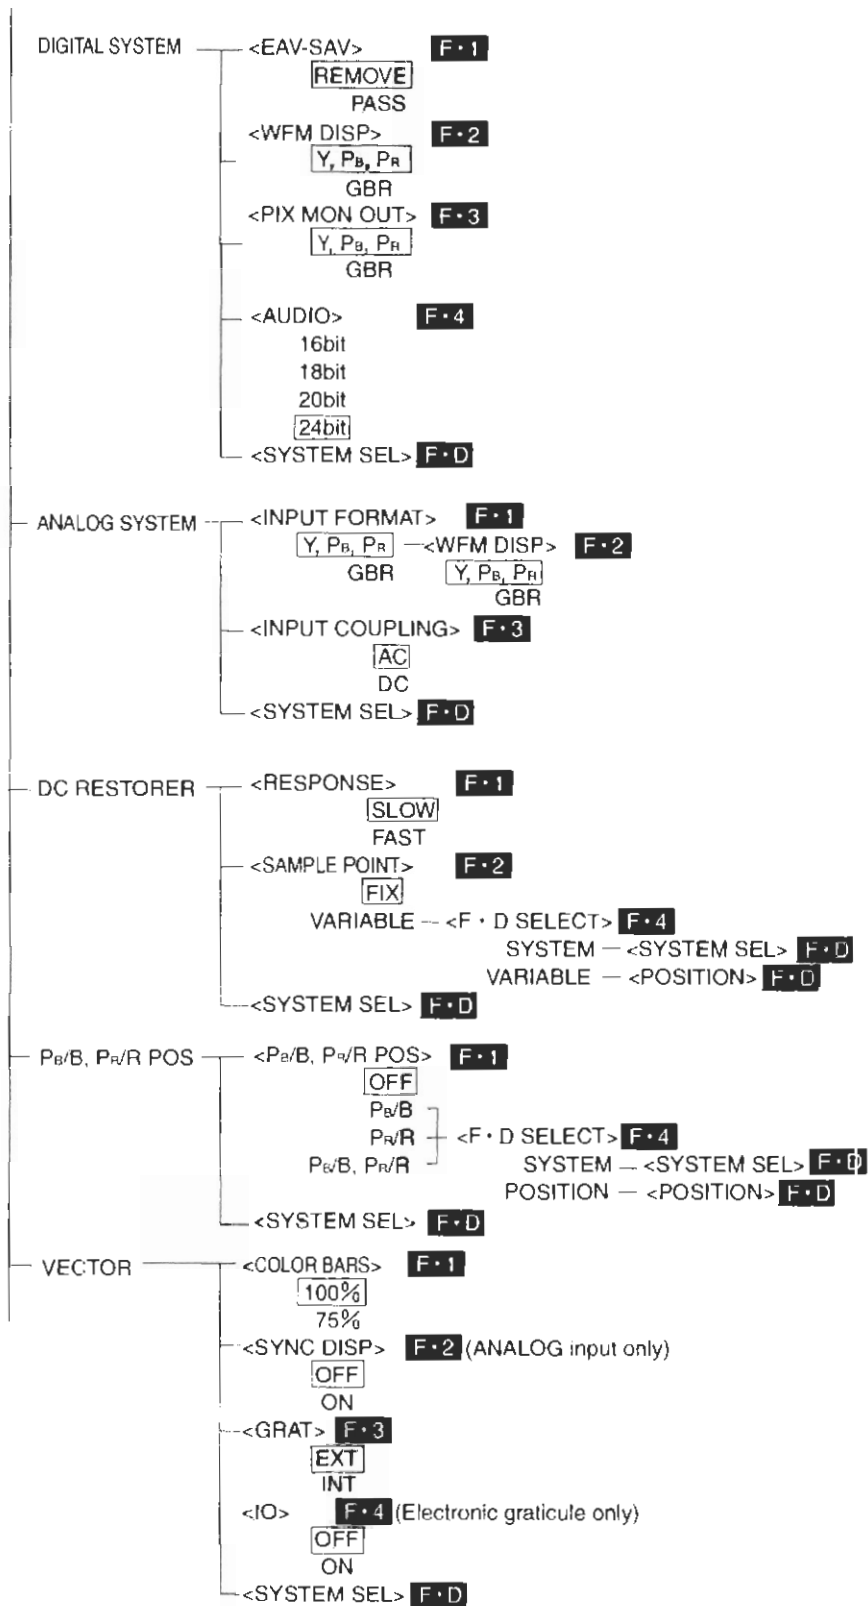 DIGITAL SYSTEM <EAV-SAV> F・1
REMOVE
PASS
<WFM DISP> F・2
Y, PB, PR
GBR
<PIX MON OUT> F・3
Y, PB, PR
GBR
<AUDIO> F・4
16bit
18bit
20bit
24bit
<SYSTEM SEL> F・D
ANALOG SYSTEM <INPUT FORMAT> F・1
Y, PB, PR <WFM DISP> F・2
GBR Y, PB, PR
GBR
<INPUT COUPLING> F・3
AC
DC
<SYSTEM SEL> F・D
DC RESTORER <RESPONSE> F・1
SLOW
FAST
<SAMPLE POINT> F・2
FIX
VARIABLE <F・D SELECT> F・4
SYSTEM <SYSTEM SEL> F・D
VARIABLE <POSITION> F・D
<SYSTEM SEL> F・D
PB/B, PR/R POS <PB/B, PR/R POS> F・1
OFF
PB/B
PR/R <F・D SELECT> F・4
PB/B, PR/R SYSTEM <SYSTEM SEL> F・D
POSITION <POSITION> F・D
<SYSTEM SEL> F・D
VECTOR <COLOR BARS> F・1
100%
75%
<SYNC DISP> F・2 (ANALOG input only)
OFF
ON
<GRAT> F・3
EXT
INT
<IO> F・4 (Electronic graticule only)
OFF
ON
<SYSTEM SEL> F・D